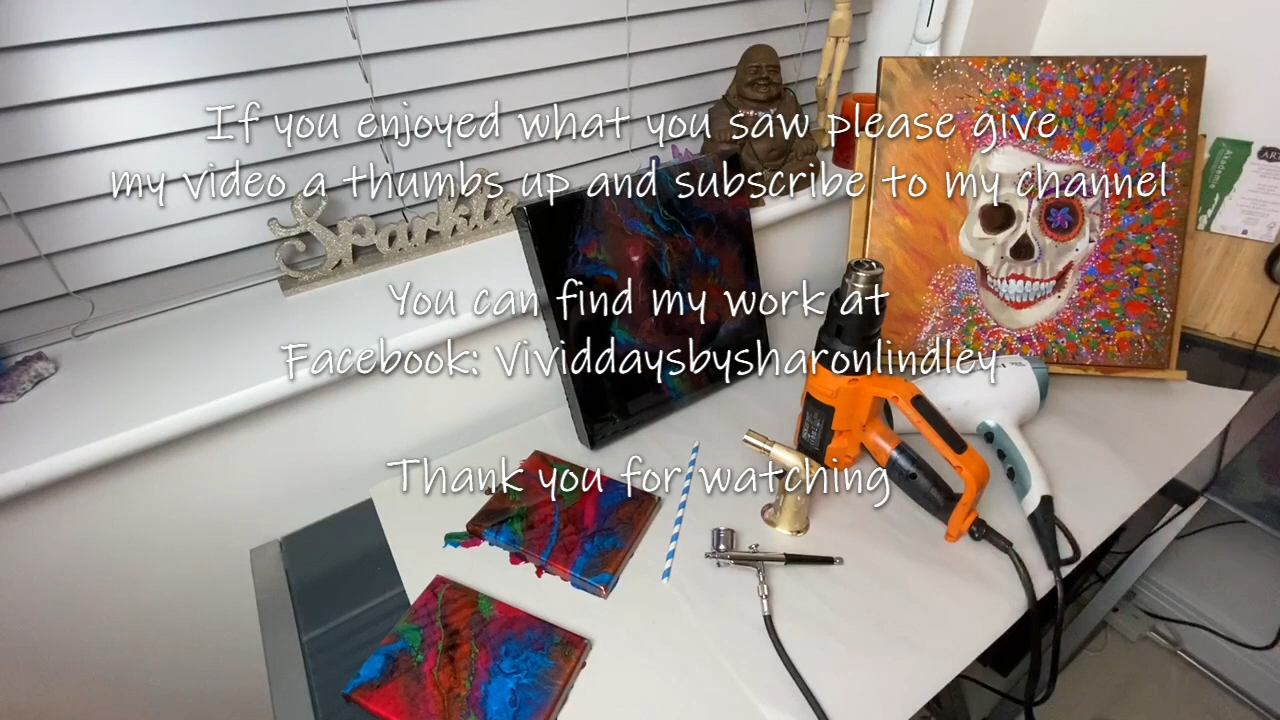 If you enjoyed what you saw please give
my video a thumbs up and subscribe to my channel
Sparkle
You can find my work at
Facebook: Vividdaysbysharonlindley
Thank you for watching
Akademie